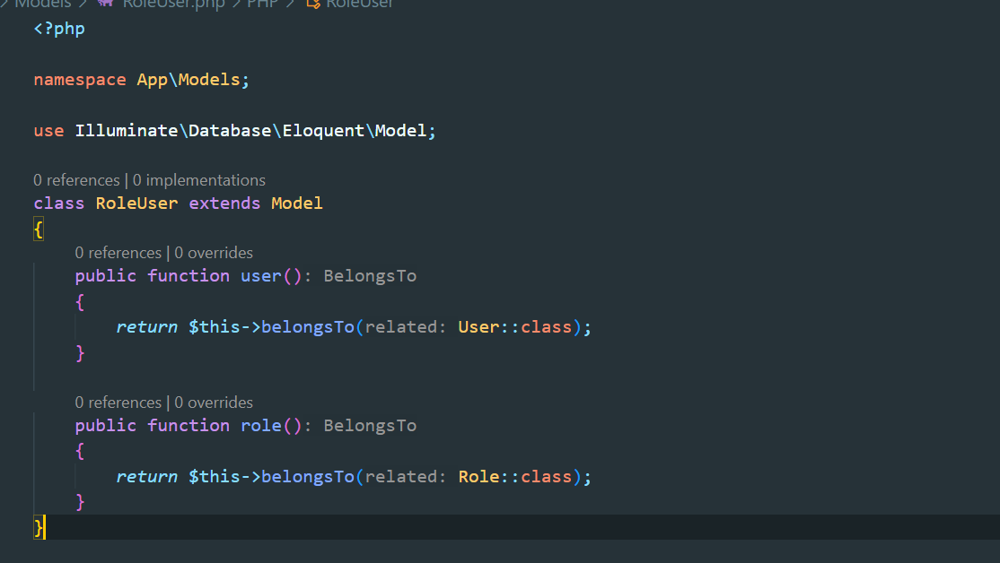 Models > RoleUser.php > PHP > RoleUser
<?php
namespace App\Models;
use Illuminate\Database\Eloquent\Model;
0 references | 0 implementations
class RoleUser extends Model
{
0 references | 0 overrides
public function user(): BelongsTo
{
return $this->belongsTo(related: User::class);
}
0 references | 0 overrides
public function role(): BelongsTo
{
return $this->belongsTo(related: Role::class);
}
}